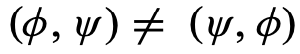 (ϕ, ψ) ≠ (ψ, ϕ)